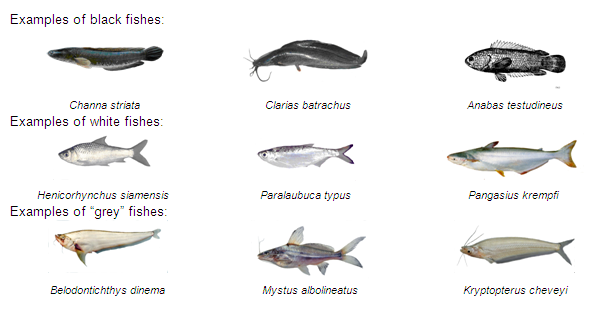 Examples of black fishes:
Channa striata Clarias batrachus Anabas testudineus
Examples of white fishes:
Henicorhynchus siamensis Paralaubuca typus Pangasius krempfi
Examples of “grey” fishes:
Belodontichthys dinema Mystus albolineatus Kryptopterus cheveyi